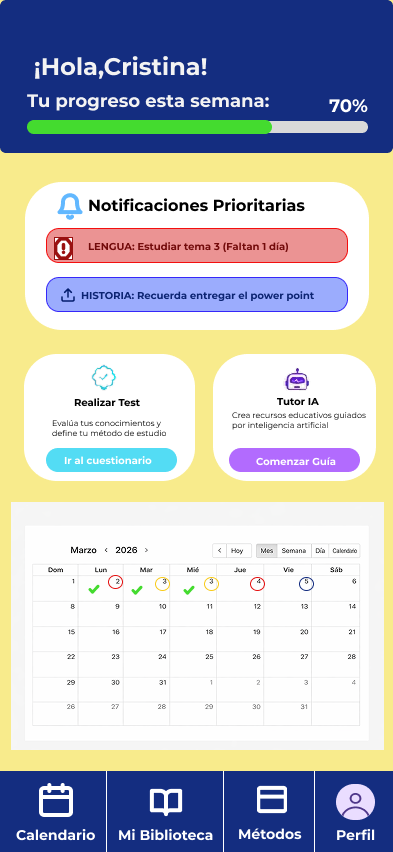 ¡Hola,Cristina!
Tu progreso esta semana:
70%
Notificaciones Prioritarias
LENGUA: Estudiar tema 3 (Faltan 1 día)
HISTORIA: Recuerda entregar el power point
Realizar Test
Evalúa tus conocimientos y
define tu método de estudio
Ir al cuestionario
Tutor IA
Crea recursos educativos guiados
por inteligencia artificial
Comenzar Guía
Marzo < 2026 >
< Hoy Mes Semana Día Calendario
Dom Lun Mar Mié Jue Vie Sáb
1 2 3 3 4 5 6
8 9 10 11 12 13 14
15 16 17 18 19 20 21
22 23 24 25 26 27 28
29 30 31 1 2 3 4
26 27 28 29 30 31
Calendario
Mi Biblioteca
Métodos
Perfil